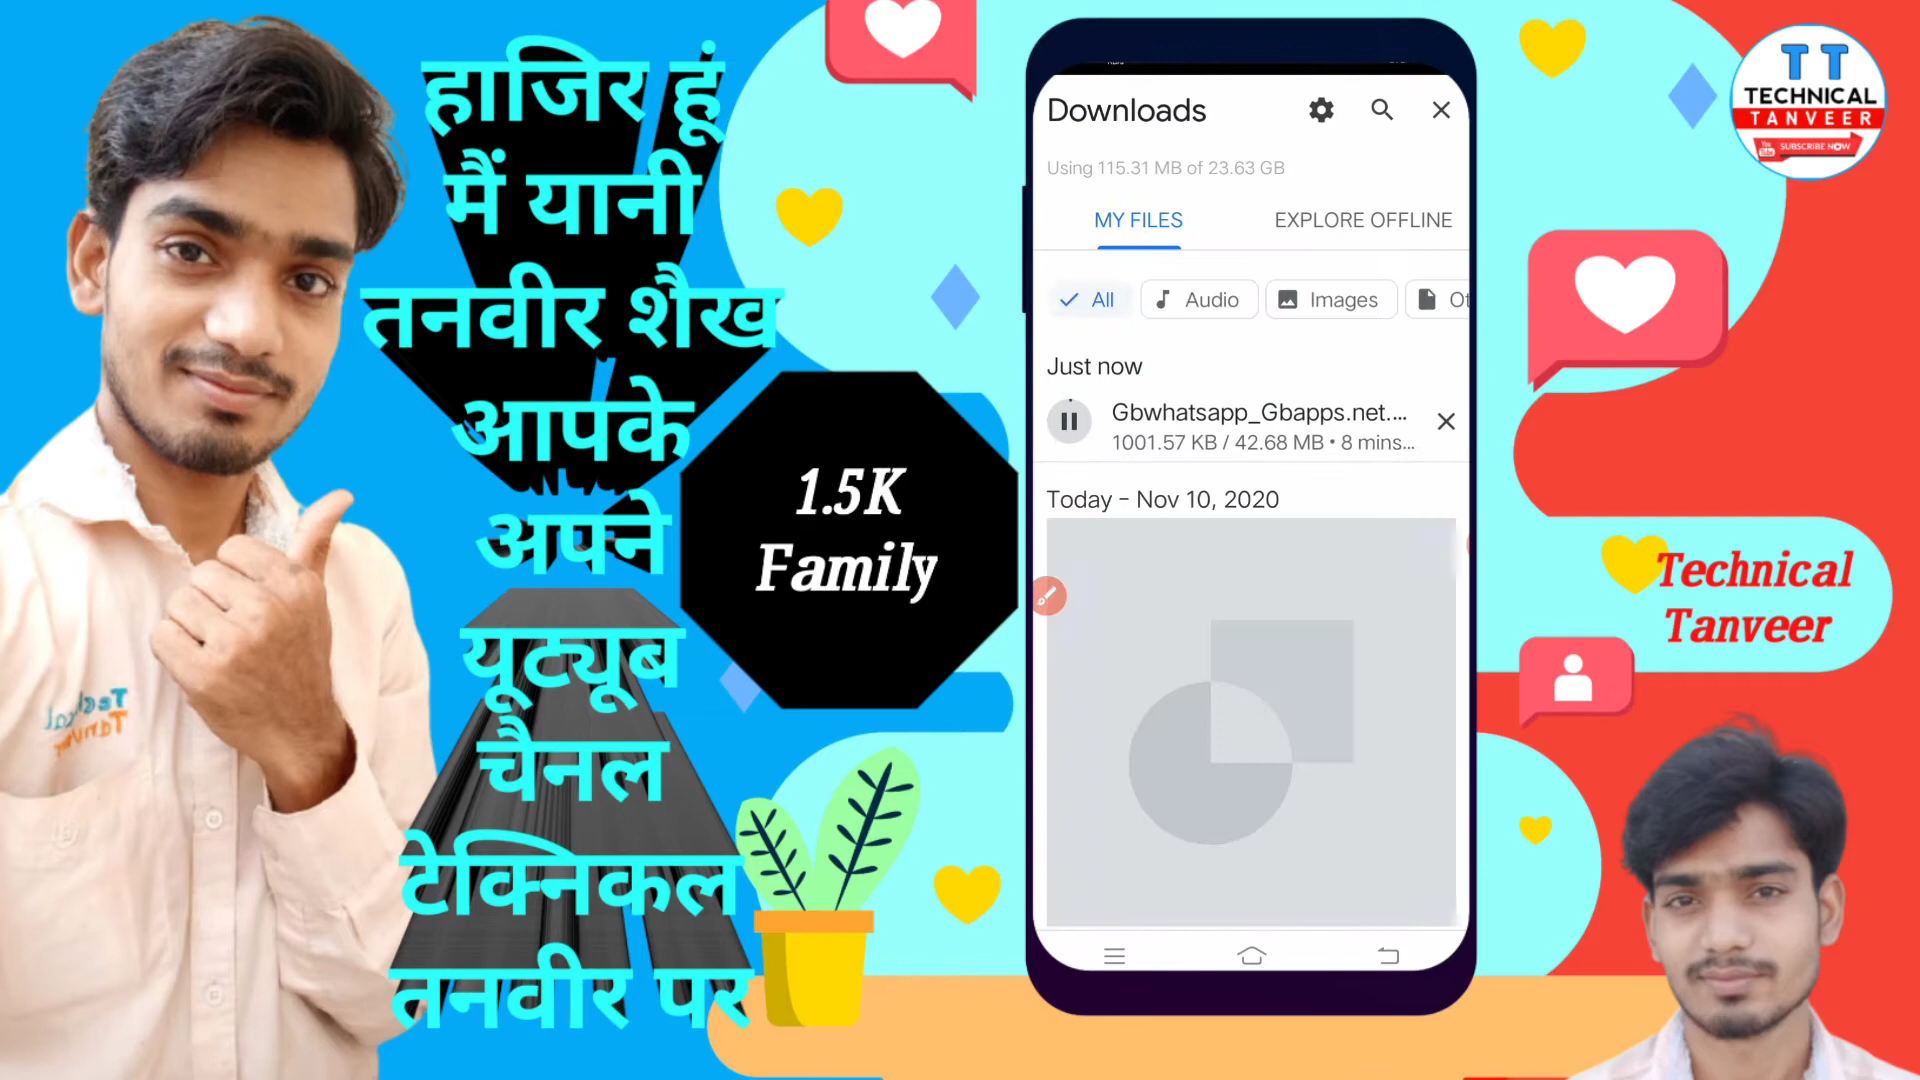 हाजिर हूं
मैं यानी
तनवीर शैख
आपके
अपने
यूट्यूब
चैनल
टेक्निकल
तनवीर पर
1.5K
Family
Downloads
Using 115.31 MB of 23.63 GB
MY FILES EXPLORE OFFLINE
All Audio Images
Just now
Gbwhatsapp_Gbapps.net....
1001.57 KB / 42.68 MB • 8 mins...
Today - Nov 10, 2020
TT
TECHNICAL
TANVEER
You Tube SUBSCRIBE NOW
Technical
Tanveer